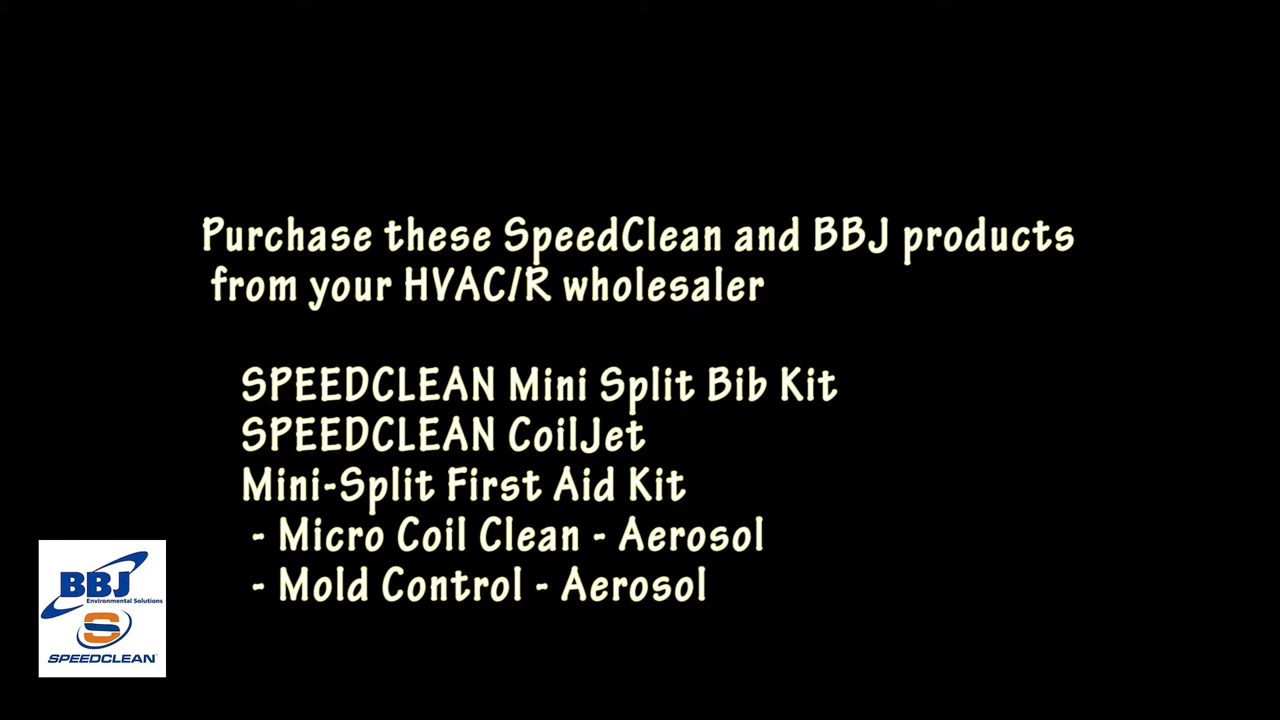 Purchase these SpeedClean and BBJ products
from your HVAC/R wholesaler
SPEEDCLEAN Mini Split Bib Kit
SPEEDCLEAN CoilJet
Mini-Split First Aid Kit
- Micro Coil Clean - Aerosol
- Mold Control - Aerosol
BBJ
Environmental Solutions
S
SPEEDCLEAN